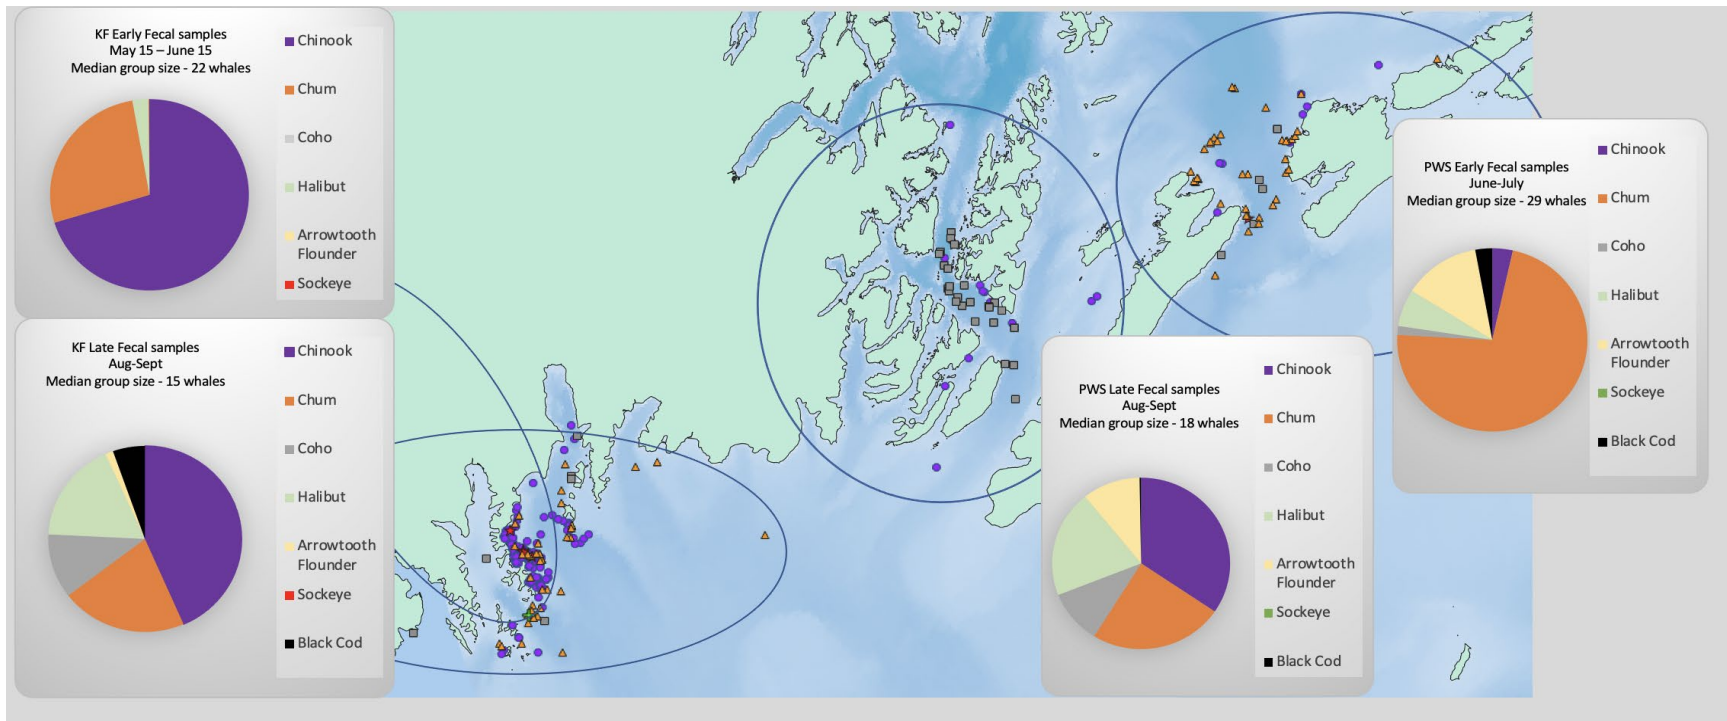 KF Early Fecal samples
May 15 – June 15
Median group size - 22 whales
Chinook
Chum
Coho
Halibut
Arrowtooth
Flounder
Sockeye
KF Late Fecal samples
Aug-Sept
Median group size - 15 whales
Chinook
Chum
Coho
Halibut
Arrowtooth
Flounder
Sockeye
Black Cod
PWS Late Fecal samples
Aug-Sept
Median group size - 18 whales
Chinook
Chum
Coho
Halibut
Arrowtooth
Flounder
Sockeye
Black Cod
PWS Early Fecal samples
June-July
Median group size - 29 whales
Chinook
Chum
Coho
Halibut
Arrowtooth
Flounder
Sockeye
Black Cod